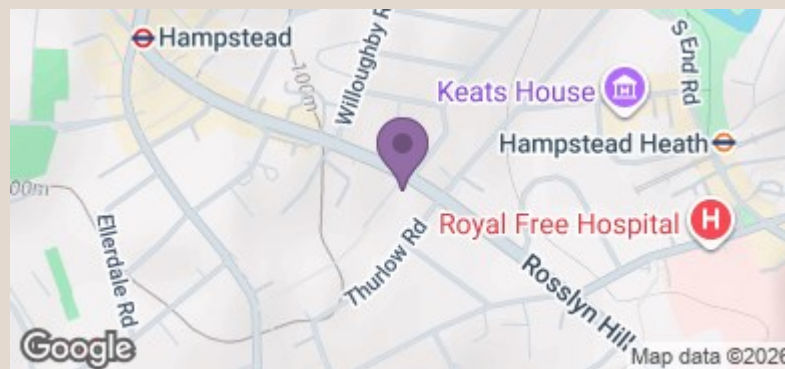 Hampstead
Willoughby R
100m
Keats House
S End Rd
Hampstead Heath
00m
Ellerdale Rd
Thurlow Rd
Royal Free Hospital
H
Rosslyn Hill
Google
Map data ©2026